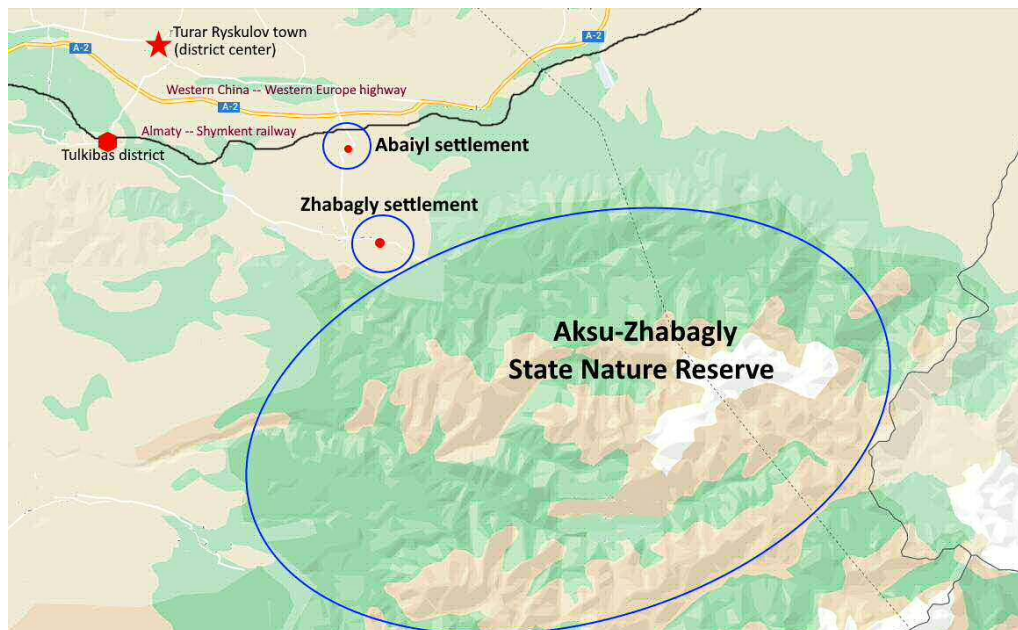 Turar Ryskulov town
(district center)
A-2
Western China -- Western Europe highway
A-2
A-2
Almaty -- Shymkent railway
Tulkibas district
Abaiyl settlement
Zhabagly settlement
Aksu-Zhabagly
State Nature Reserve